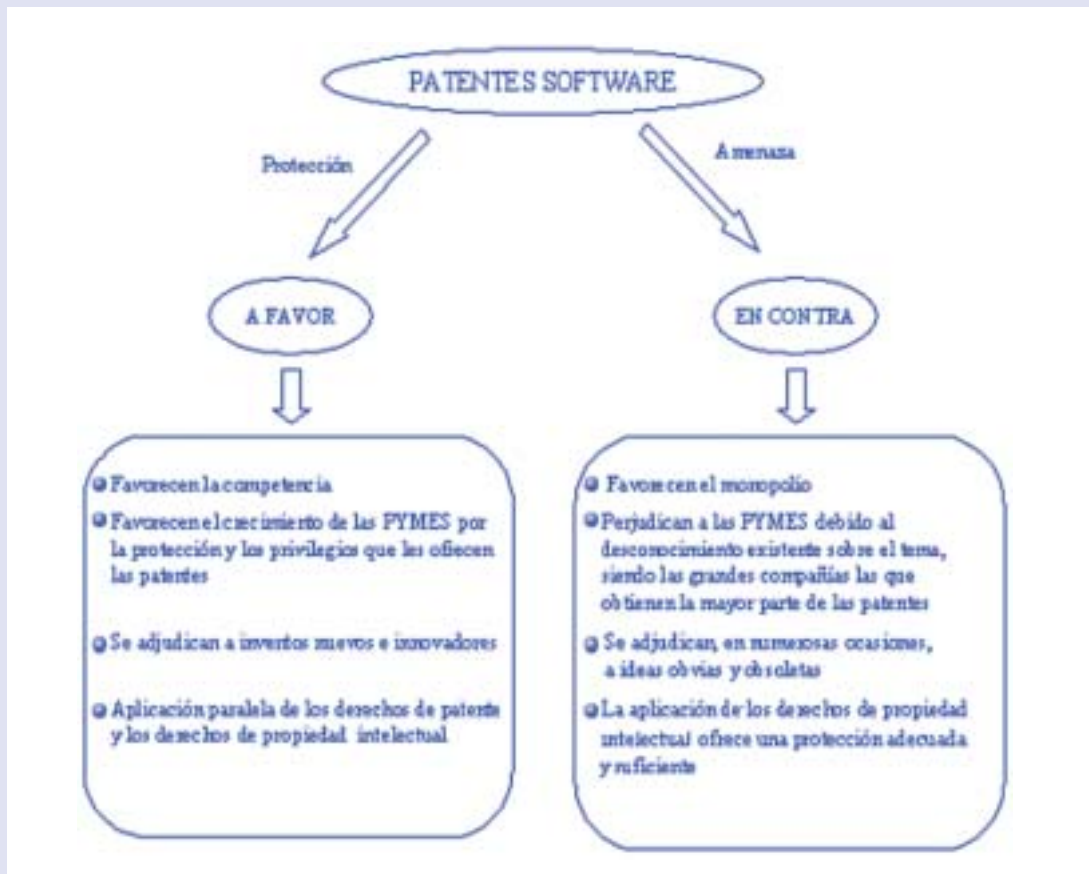 PATENTES SOFTWARE
Protección
Amenaza
A FAVOR
EN CONTRA
Favorecen la competencia
Favorecen el crecimiento de las PYMES por
la protección y los privilegios que les ofrecen
las patentes
Se adjudican a inventos nuevos e innovadores
Aplicación paralela de los derechos de patente
y los derechos de propiedad intelectual
Favorecen el monopolio
Perjudican a las PYMES debido al
desconocimiento existente sobre el tema,
siendo las grandes compañías las que
obtienen la mayor parte de las patentes
Se adjudican, en numerosas ocasiones,
a ideas obvias y obsoletas
La aplicación de los derechos de propiedad
intelectual ofrece una protección adecuada
y suficiente